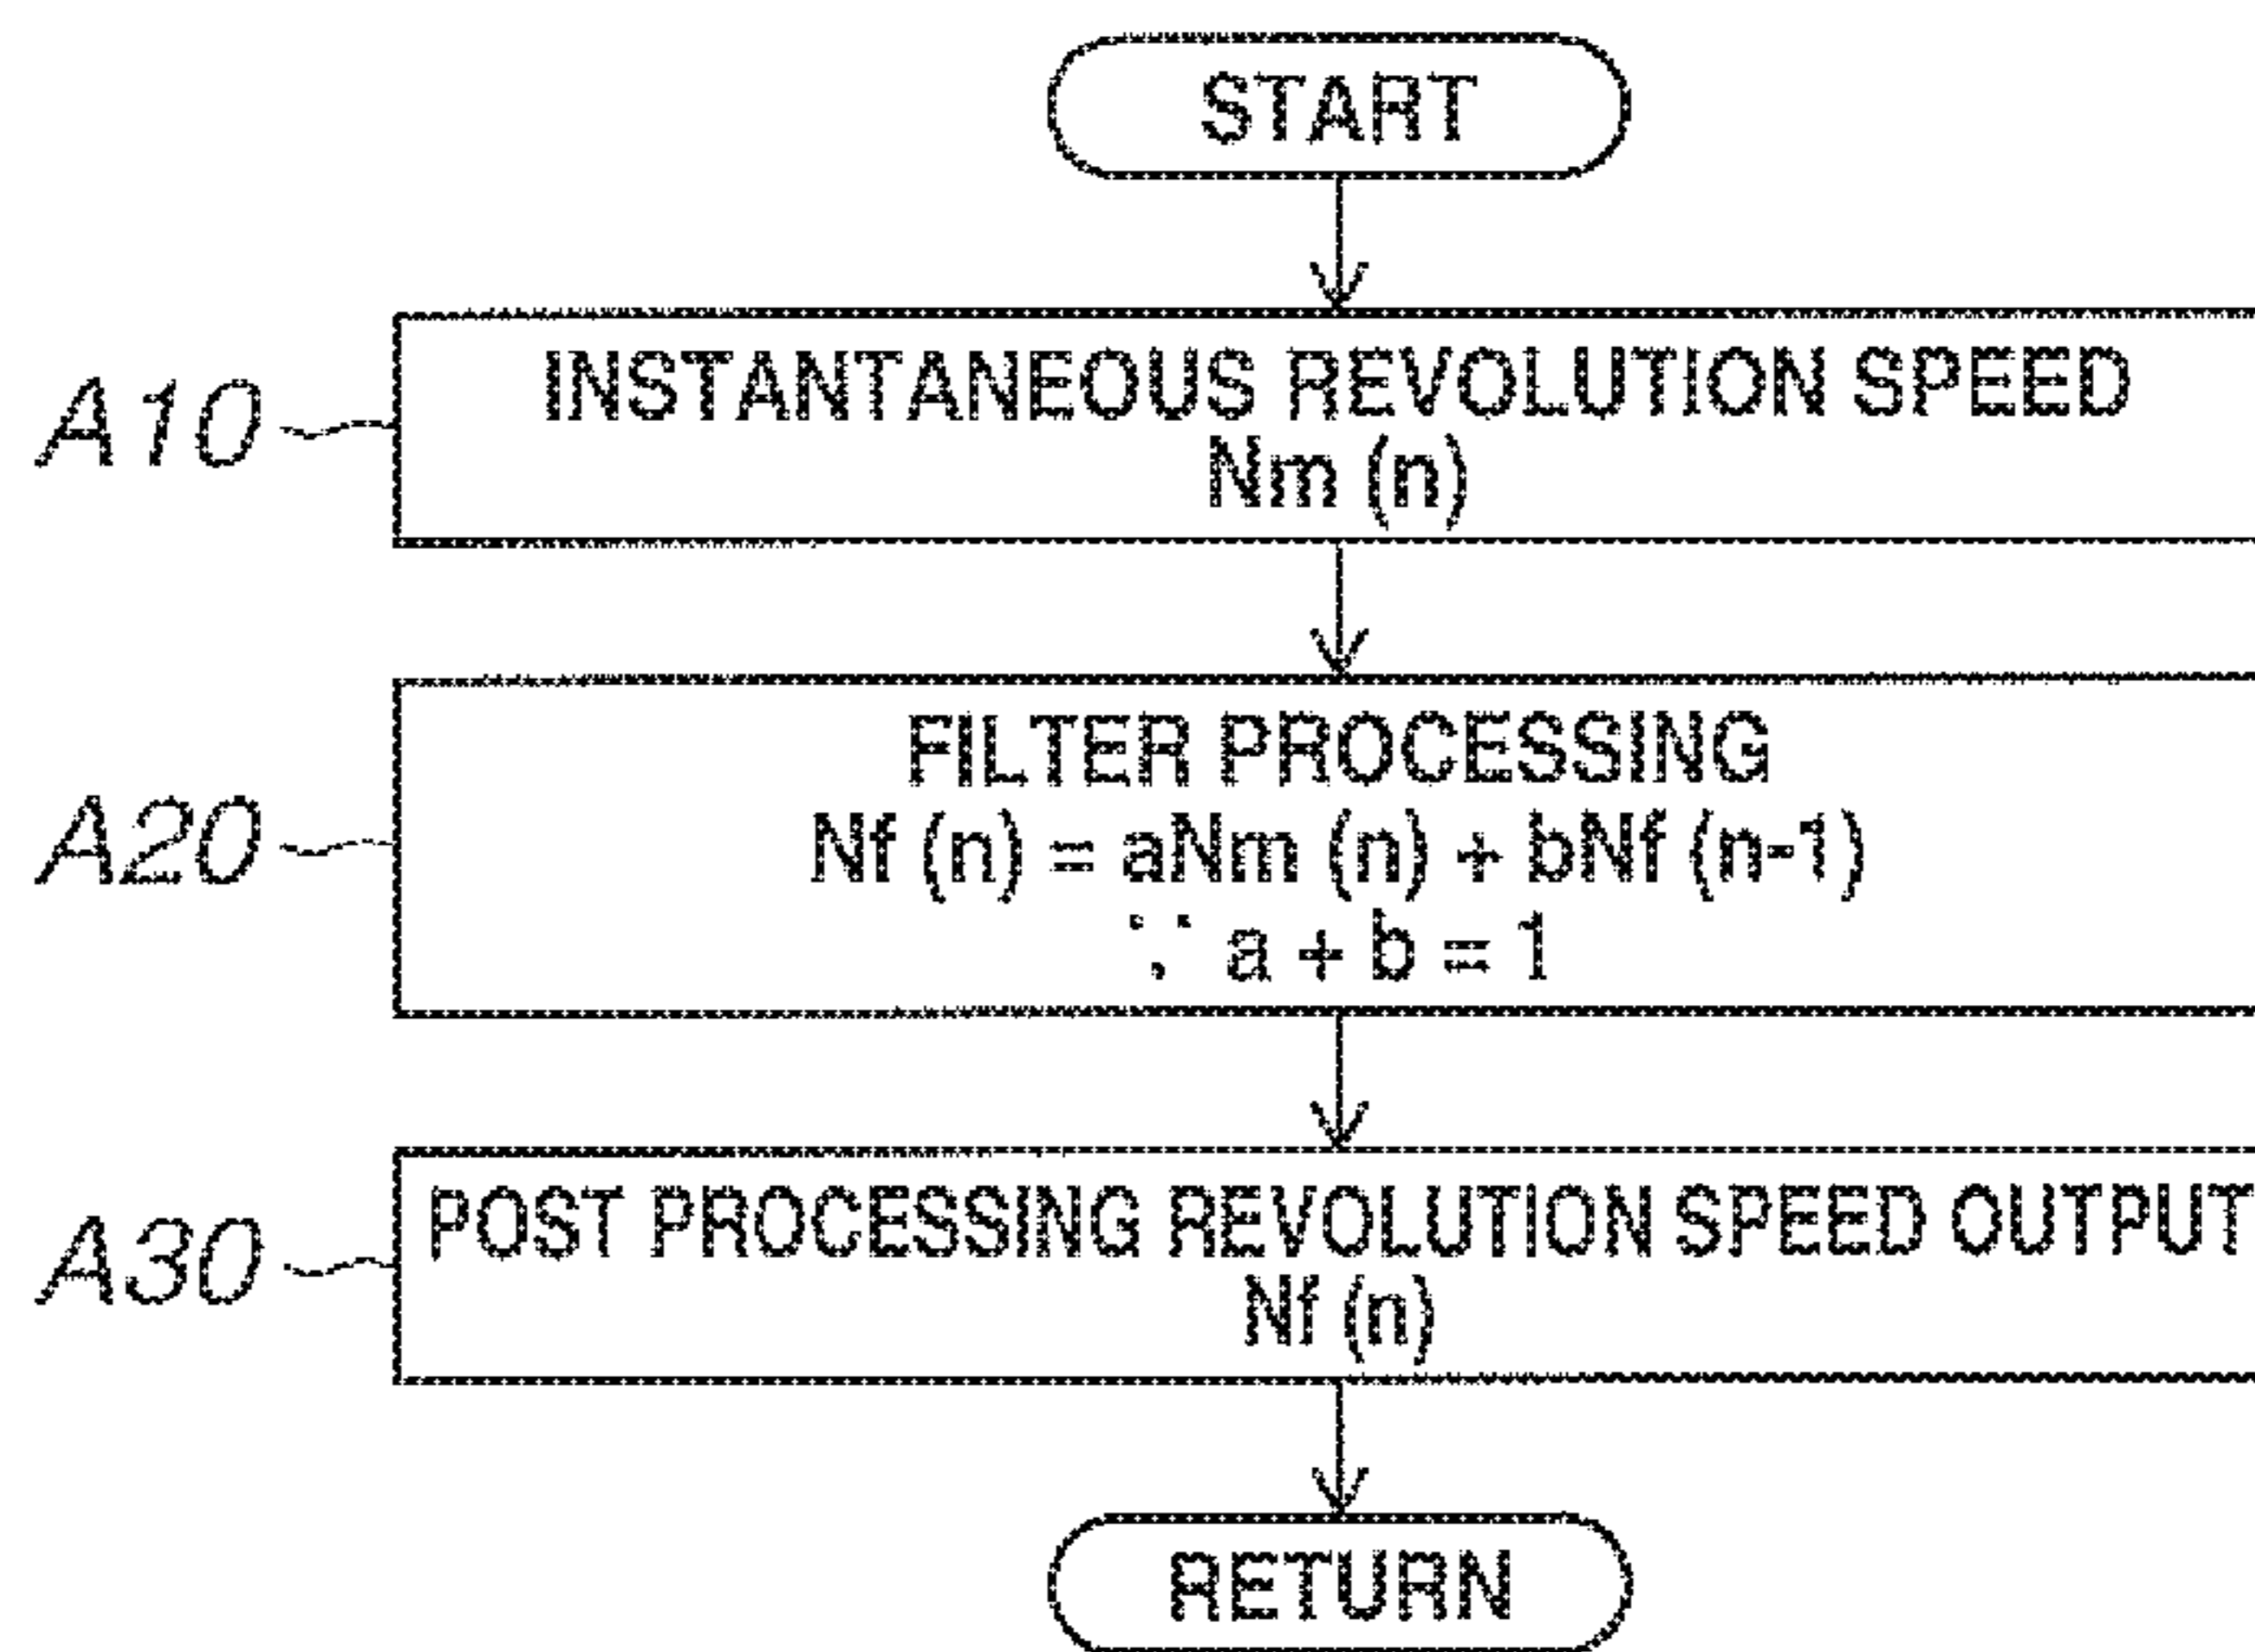 START
A10
INSTANTANEOUS REVOLUTION SPEED
Nm (n)
A20
FILTER PROCESSING
Nf (n) = aNm (n) + bNf (n-1)
∵ a + b = 1
A30
POST PROCESSING REVOLUTION SPEED OUTPUT
Nf (n)
RETURN